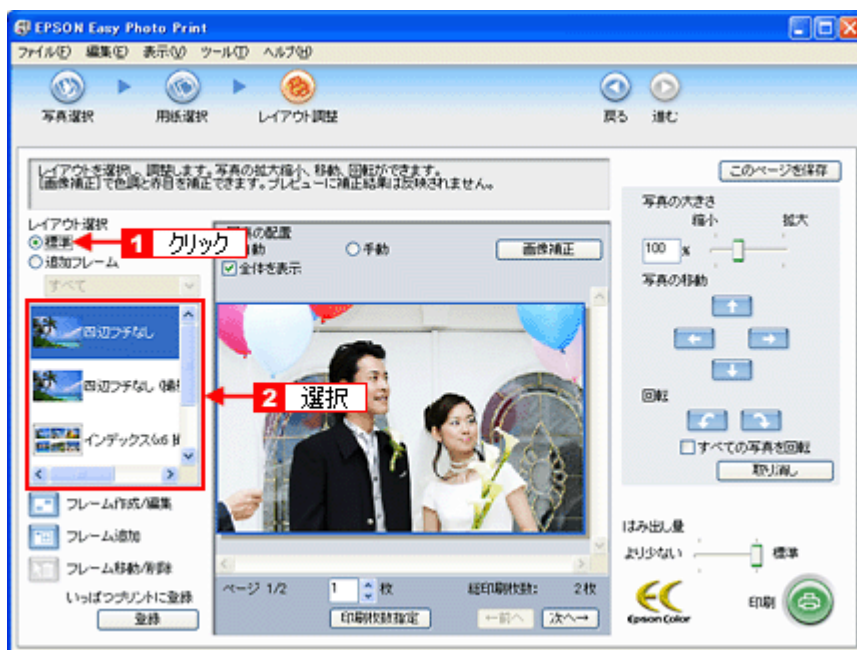 EPSON Easy Photo Print
ファイル(F) 編集(E) 表示(V) ツール(T) ヘルプ(H)
写真選択 用紙選択 レイアウト調整 戻る 進む
レイアウトを選択し、調整します。写真の拡大縮小、移動、回転ができます。
[画像補正]で色調と赤目を補正できます。プレビューに補正結果は反映されません。
このページを保存
レイアウト選択
標準
1 クリック
追加フレーム
すべて
四辺フチなし
四辺フチなし
インデックス6x6
2 選択
フレーム作成/編集
フレーム追加
フレーム移動/削除
いっぱつプリントに登録
登録
写真の配置
手動
画像補正
全体を表示
ページ 1/2 1 枚 総印刷枚数: 2枚
印刷枚数指定 ←前へ 次へ→
写真の大きさ
縮小 拡大
100 %
写真の移動
回転
すべての写真を回転
取り消し
はみ出し量
より少ない 標準
Epson Color
印刷